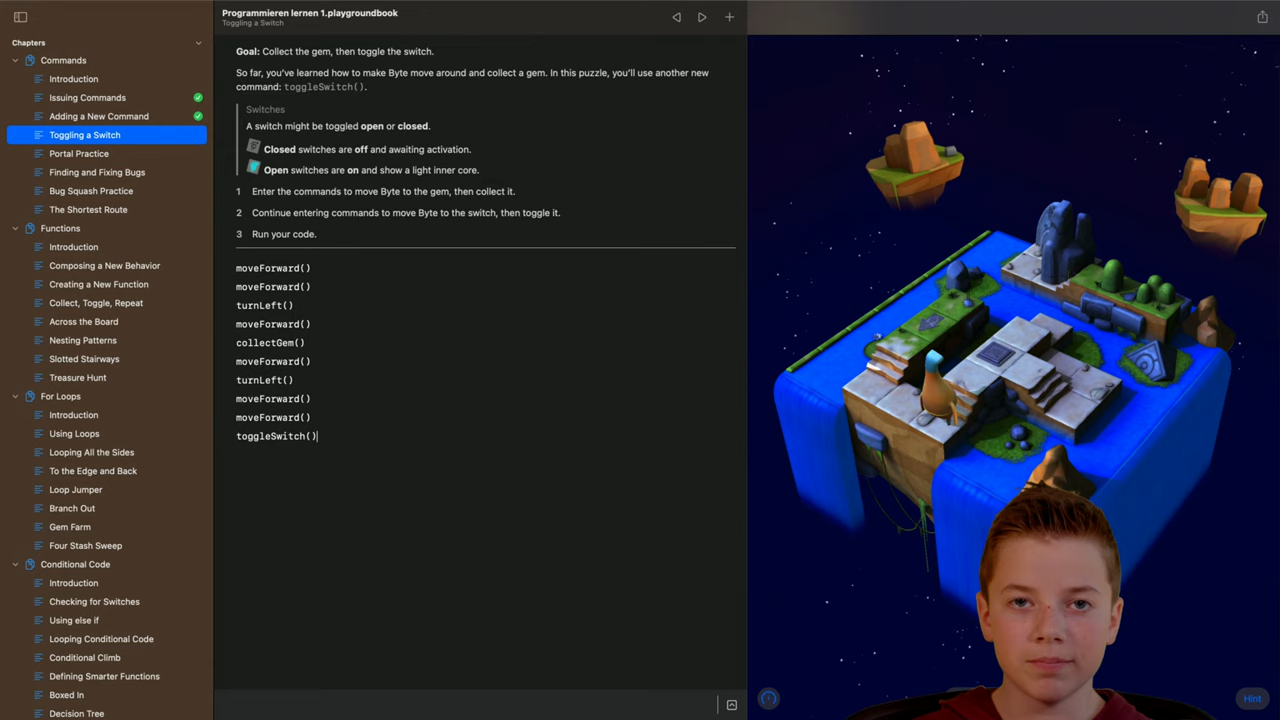 Programmieren lernen 1.playgroundbook
Toggling a Switch
Chapters
Commands
Introduction
Issuing Commands
Adding a New Command
Toggling a Switch
Portal Practice
Finding and Fixing Bugs
Bug Squash Practice
The Shortest Route
Functions
Introduction
Composing a New Behavior
Creating a New Function
Collect, Toggle, Repeat
Across the Board
Nesting Patterns
Slotted Stairways
Treasure Hunt
For Loops
Introduction
Using Loops
Looping All the Sides
To the Edge and Back
Loop Jumper
Branch Out
Gem Farm
Four Stash Sweep
Conditional Code
Introduction
Checking for Switches
Using else if
Looping Conditional Code
Conditional Climb
Defining Smarter Functions
Boxed In
Decision Tree
Goal: Collect the gem, then toggle the switch.
So far, you've learned how to make Byte move around and collect a gem. In this puzzle, you'll use another new
command: toggleSwitch().
Switches
A switch might be toggled open or closed.
Closed switches are off and awaiting activation.
Open switches are on and show a light inner core.
1 Enter the commands to move Byte to the gem, then collect it.
2 Continue entering commands to move Byte to the switch, then toggle it.
3 Run your code.
moveForward()
moveForward()
turnLeft()
moveForward()
collectGem()
moveForward()
turnLeft()
moveForward()
moveForward()
toggleSwitch()
Hint